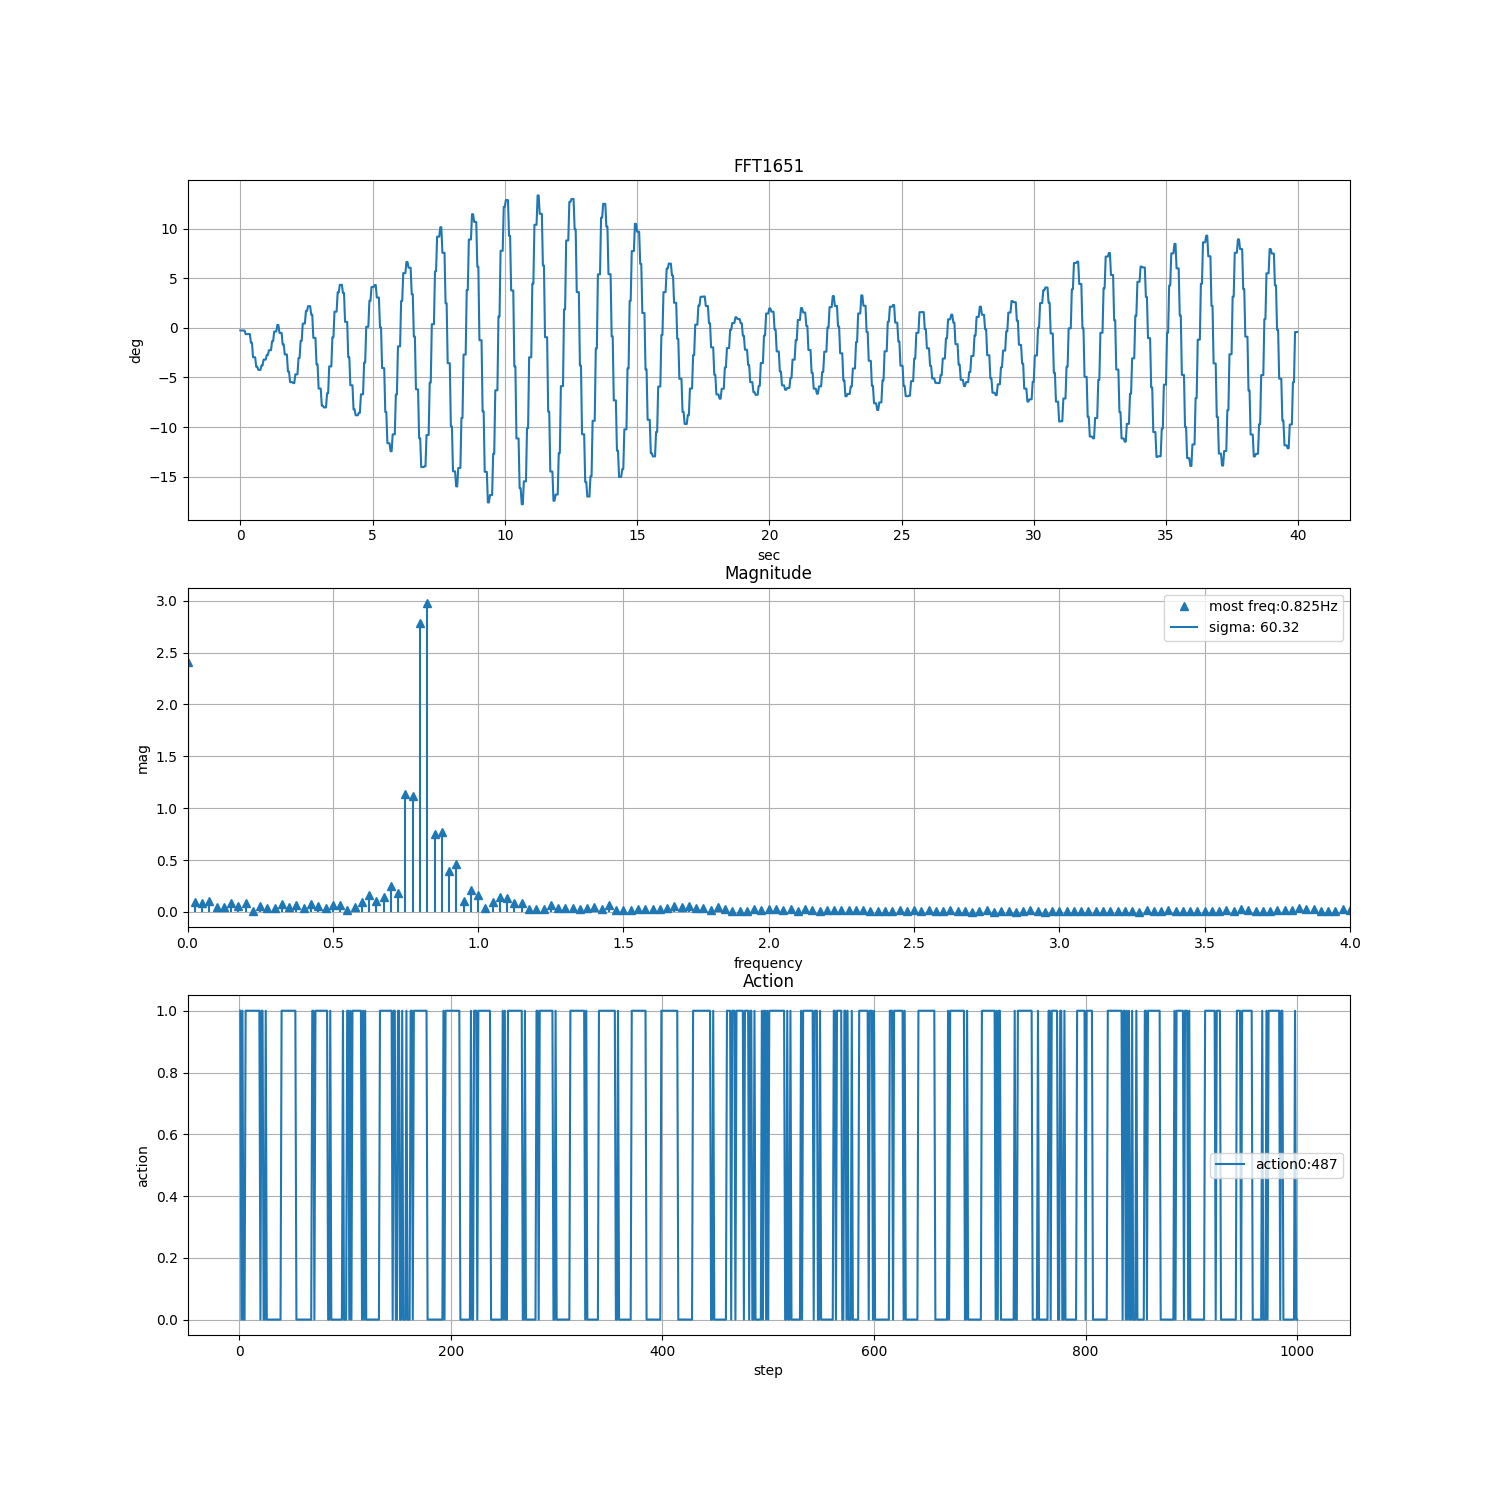 FFT1651
10
5
0
−5
−10
−15
deg
0 5 10 15 20 25 30 35 40
sec
Magnitude
3.0
2.5
2.0
1.5
1.0
0.5
0.0
mag
most freq:0.825Hz
sigma: 60.32
0.0 0.5 1.0 1.5 2.0 2.5 3.0 3.5 4.0
frequency
Action
1.0
0.8
0.6
0.4
0.2
0.0
action
action0:487
0 200 400 600 800 1000
step